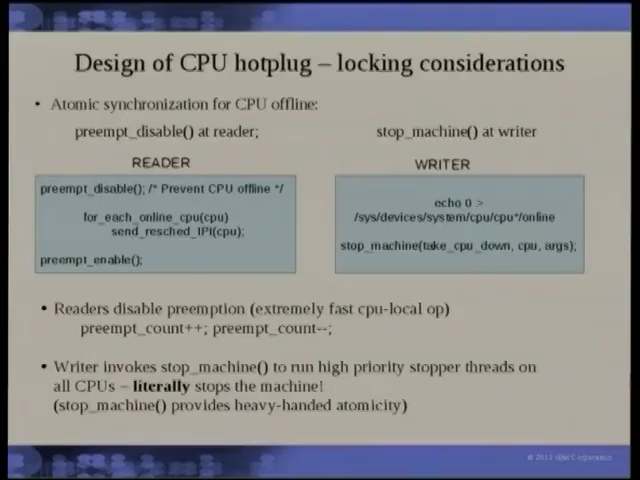 Design of CPU hotplug – locking considerations
• Atomic synchronization for CPU offline:
preempt_disable() at reader;
stop_machine() at writer
READER
preempt_disable(); /* Prevent CPU offline */
for_each_online_cpu(cpu)
send_resched_IPI(cpu);
preempt_enable();
WRITER
echo 0 >
/sys/devices/system/cpu/cpu*/online
stop_machine(take_cpu_down, cpu, args);
• Readers disable preemption (extremely fast cpu-local op)
preempt_count++; preempt_count--;
• Writer invokes stop_machine() to run high priority stopper threads on
all CPUs – literally stops the machine!
(stop_machine() provides heavy-handed atomicity)
Corporation